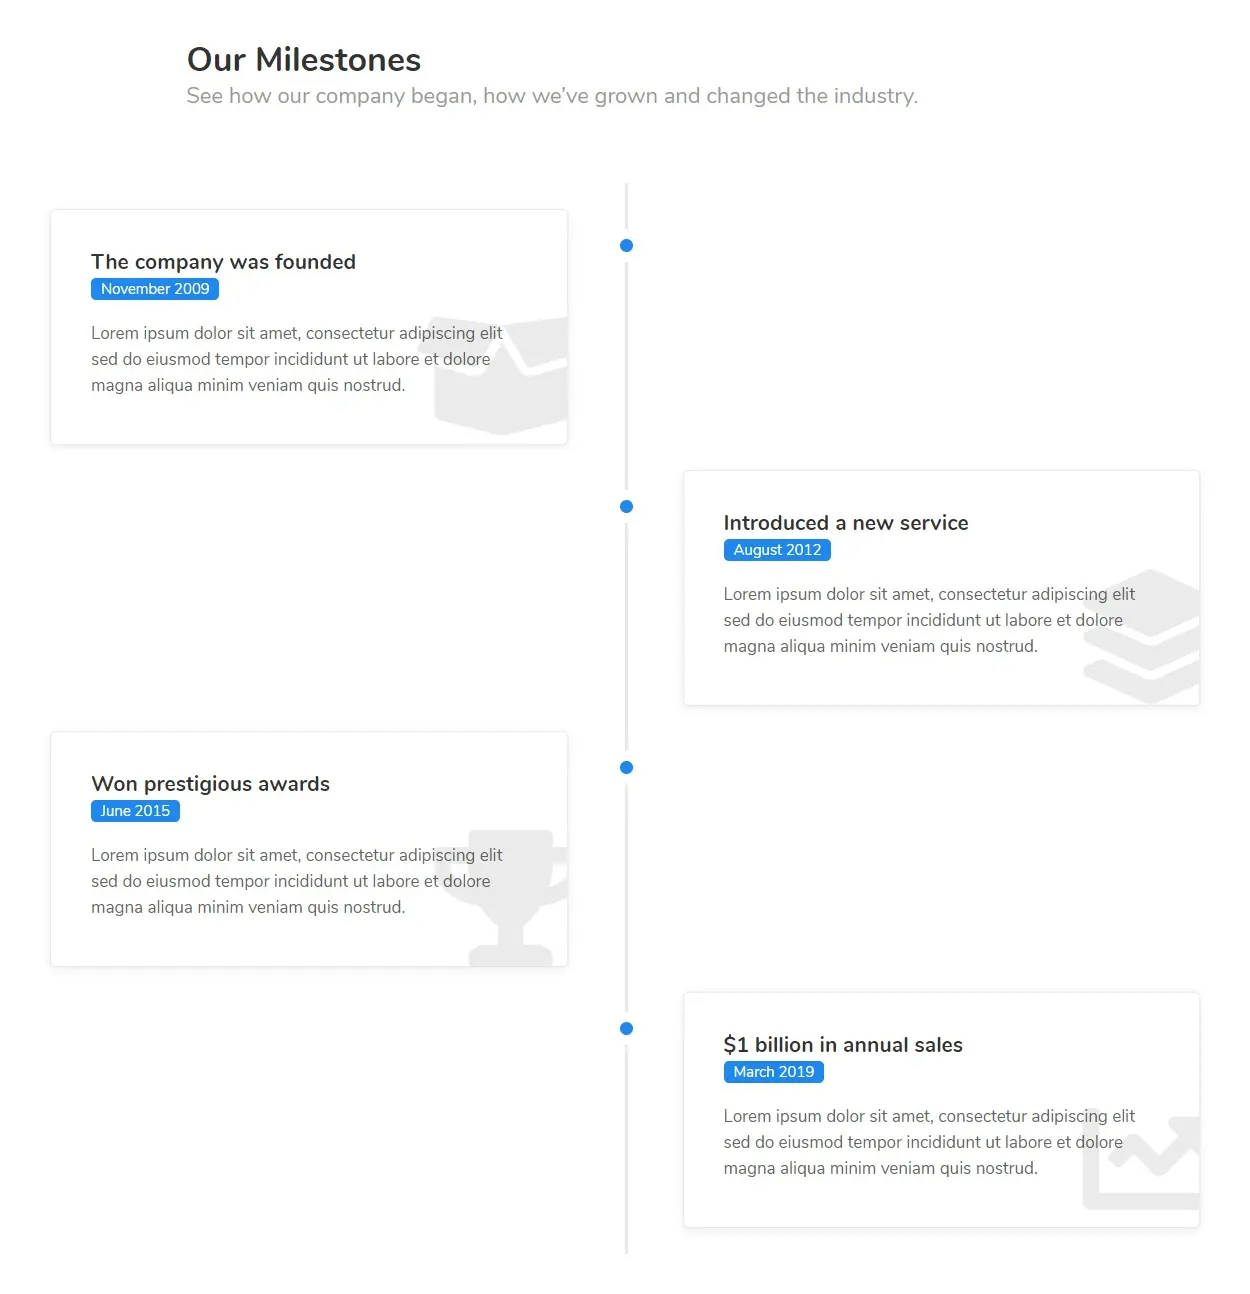 Our Milestones
See how our company began, how we’ve grown and changed the industry.
The company was founded
November 2009
Lorem ipsum dolor sit amet, consectetur adipiscing elit
sed do eiusmod tempor incididunt ut labore et dolore
magna aliqua minim veniam quis nostrud.
Introduced a new service
August 2012
Lorem ipsum dolor sit amet, consectetur adipiscing elit
sed do eiusmod tempor incididunt ut labore et dolore
magna aliqua minim veniam quis nostrud.
Won prestigious awards
June 2015
Lorem ipsum dolor sit amet, consectetur adipiscing elit
sed do eiusmod tempor incididunt ut labore et dolore
magna aliqua minim veniam quis nostrud.
$1 billion in annual sales
March 2019
Lorem ipsum dolor sit amet, consectetur adipiscing elit
sed do eiusmod tempor incididunt ut labore et dolore
magna aliqua minim veniam quis nostrud.